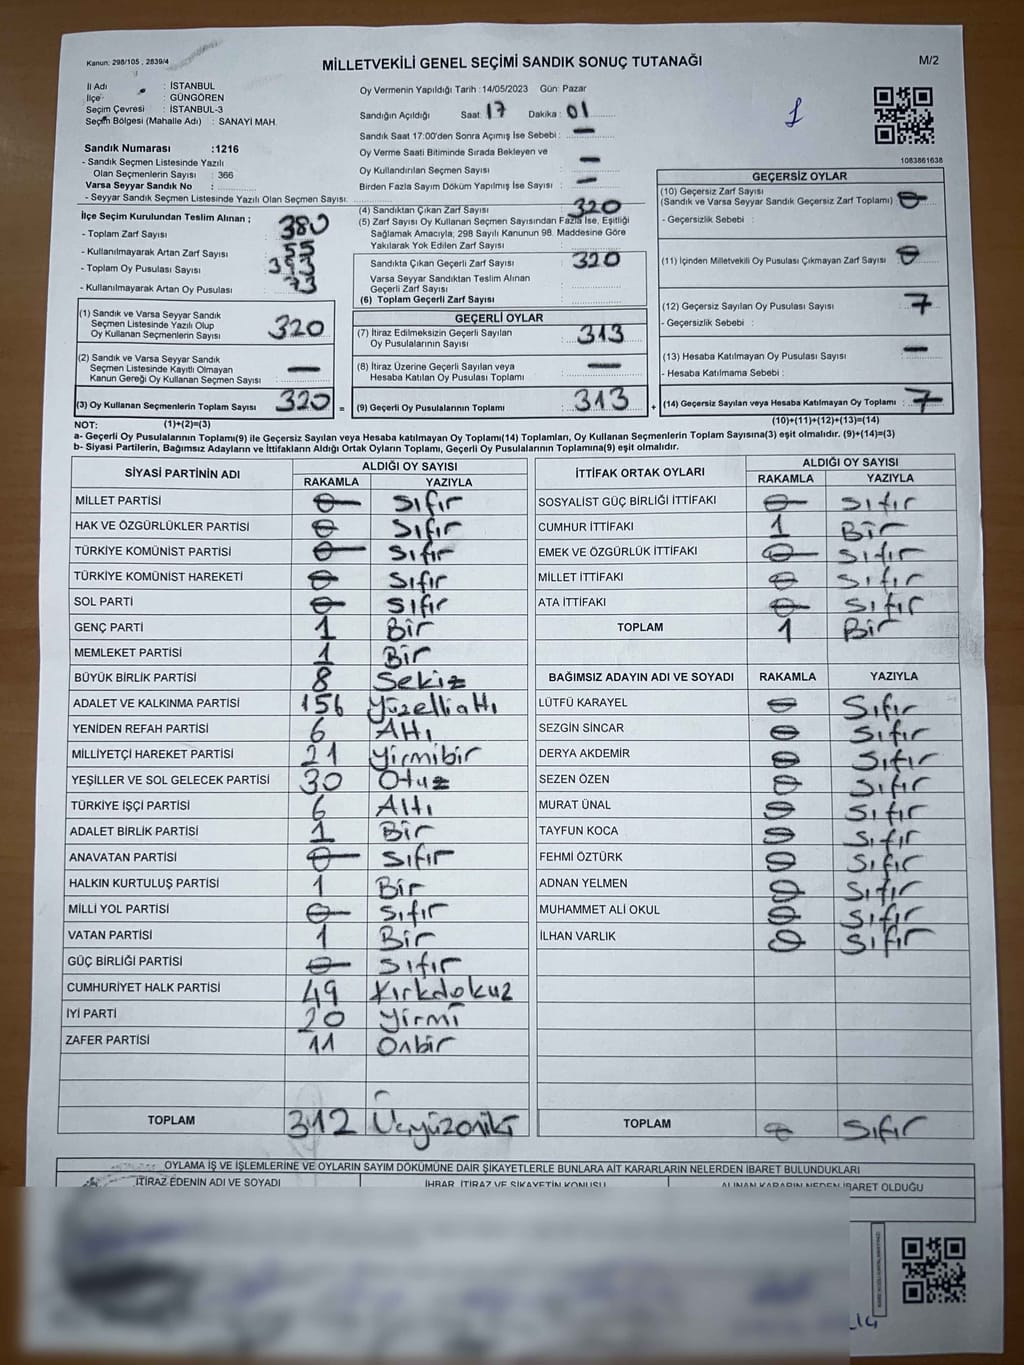 Kanun: 298/105 , 2839/4
MİLLETVEKİLİ GENEL SEÇİMİ SANDIK SONUÇ TUTANAĞI
M/2
İl Adı : İSTANBUL
İlçe : GÜNGÖREN
Seçim Çevresi : İSTANBUL-3
Seçim Bölgesi (Mahalle Adı) : SANAYİ MAH.
Oy Vermenin Yapıldığı Tarih : 14/05/2023 Gün: Pazar
Sandığın Açıldığı Saat: 17 Dakika: 01
Sandık Saat 17:00'den Sonra Açımış İse Sebebi : —
Oy Verme Saati Bitiminde Sırada Bekleyen ve
Oy Kullandırılan Seçmen Sayısı : —
Birden Fazla Sayım Döküm Yapılmış İse Sayısı : —
1
1083861638
Sandık Numarası :1216
- Sandık Seçmen Listesinde Yazılı
Olan Seçmenlerin Sayısı : 366
Varsa Seyyar Sandık No :
- Seyyar Sandık Seçmen Listesinde Yazılı Olan Seçmen Sayısı:
İlçe Seçim Kurulundan Teslim Alınan ;
- Toplam Zarf Sayısı : 380
- Kullanılmayarak Artan Zarf Sayısı : 55
- Toplam Oy Pusulası Sayısı : 393
- Kullanılmayarak Artan Oy Pusulası : 73
(1) Sandık ve Varsa Seyyar Sandık
Seçmen Listesinde Yazılı Olup
Oy Kullanan Seçmenlerin Sayısı : 320
(2) Sandık ve Varsa Seyyar Sandık
Seçmen Listesinde Kayıtlı Olmayan
Kanun Gereği Oy Kullanan Seçmen Sayısı : —
(3) Oy Kullanan Seçmenlerin Toplam Sayısı : 320 =
(4) Sandıktan Çıkan Zarf Sayısı : 320
(5) Zarf Sayısı Oy Kullanan Seçmen Sayısından Fazla İse, Eşitliği
Sağlamak Amacıyla, 298 Sayılı Kanunun 98. Maddesine Göre
Yakılarak Yok Edilen Zarf Sayısı :
Sandıkta Çıkan Geçerli Zarf Sayısı : 320
Varsa Seyyar Sandıktan Teslim Alınan
Geçerli Zarf Sayısı :
(6) Toplam Geçerli Zarf Sayısı :
GEÇERLİ OYLAR
(7) İtiraz Edilmeksizin Geçerli Sayılan
Oy Pusulalarının Sayısı : 313
(8) İtiraz Üzerine Geçerli Sayılan veya
Hesaba Katılan Oy Pusulası Toplamı : —
(9) Geçerli Oy Pusulalarının Toplamı : 313 +
GEÇERSİZ OYLAR
(10) Geçersiz Zarf Sayısı
(Sandık ve Varsa Seyyar Sandık Geçersiz Zarf Toplamı) : 0
- Geçersizlik Sebebi :
(11) İçinden Milletvekili Oy Pusulası Çıkmayan Zarf Sayısı : 0
(12) Geçersiz Sayılan Oy Pusulası Sayısı : 7
- Geçersizlik Sebebi :
(13) Hesaba Katılmayan Oy Pusulası Sayısı : —
- Hesaba Katılmama Sebebi :
(14) Geçersiz Sayılan veya Hesaba Katılmayan Oy Toplamı : 7
NOT: (1)+(2)=(3) (10)+(11)+(12)+(13)=(14)
a- Geçerli Oy Pusulalarının Toplamı(9) ile Geçersiz Sayılan veya Hesaba katılmayan Oy Toplamı(14) Toplamları, Oy Kullanan Seçmenlerin Toplam Sayısına(3) eşit olmalıdır. (9)+(14)=(3)
b- Siyasi Partilerin, Bağımsız Adayların ve İttifakların Aldığı Ortak Oyların Toplamı, Geçerli Oy Pusulalarının Toplamına(9) eşit olmalıdır.
SİYASİ PARTİNİN ADI ALDIĞI OY SAYISI
RAKAMLA YAZIYLA
MİLLET PARTİSİ 0 Sıfır
HAK VE ÖZGÜRLÜKLER PARTİSİ 0 Sıfır
TÜRKİYE KOMÜNİST PARTİSİ 0 Sıfır
TÜRKİYE KOMÜNİST HAREKETİ 0 Sıfır
SOL PARTİ 0 Sıfır
GENÇ PARTİ 1 Bir
MEMLEKET PARTİSİ 1 Bir
BÜYÜK BİRLİK PARTİSİ 8 Sekiz
ADALET VE KALKINMA PARTİSİ 156 Yüzellialtı
YENİDEN REFAH PARTİSİ 6 Altı
MİLLİYETÇİ HAREKET PARTİSİ 21 Yirmibir
YEŞİLLER VE SOL GELECEK PARTİSİ 30 Otuz
TÜRKİYE İŞÇİ PARTİSİ 6 Altı
ADALET BİRLİK PARTİSİ 1 Bir
ANAVATAN PARTİSİ 0 Sıfır
HALKIN KURTULUŞ PARTİSİ 1 Bir
MİLLİ YOL PARTİSİ 0 Sıfır
VATAN PARTİSİ 1 Bir
GÜÇ BİRLİĞİ PARTİSİ 0 Sıfır
CUMHURİYET HALK PARTİSİ 49 Kırkdokuz
İYİ PARTİ 20 Yirmi
ZAFER PARTİSİ 11 Onbir
TOPLAM 312 Üçyüzoniki
İTTİFAK ORTAK OYLARI ALDIĞI OY SAYISI
RAKAMLA YAZIYLA
SOSYALİST GÜÇ BİRLİĞİ İTTİFAKI 0 Sıfır
CUMHUR İTTİFAKI 1 Bir
EMEK VE ÖZGÜRLÜK İTTİFAKI 0 Sıfır
MİLLET İTTİFAKI 0 Sıfır
ATA İTTİFAKI 0 Sıfır
TOPLAM 1 Bir
BAĞIMSIZ ADAYIN ADI VE SOYADI RAKAMLA YAZIYLA
LÜTFÜ KARAYEL 0 Sıfır
SEZGİN SİNCAR 0 Sıfır
DERYA AKDEMİR 0 Sıfır
SEZEN ÖZEN 0 Sıfır
MURAT ÜNAL 0 Sıfır
TAYFUN KOCA 0 Sıfır
FEHMİ ÖZTÜRK 0 Sıfır
ADNAN YELMEN 0 Sıfır
MUHAMMET ALİ OKUL 0 Sıfır
İLHAN VARLIK 0 Sıfır
TOPLAM 0 Sıfır
OYLAMA İŞ VE İŞLEMLERİNE VE OYLARIN SAYIM DÖKÜMÜNE DAİR ŞİKAYETLERLE BUNLARA AİT KARARLARIN NELERDEN İBARET BULUNDUKLARI
İTİRAZ EDENİN ADI VE SOYADI İHBAR, İTİRAZ VE ŞİKAYETİN KONUSU ALINAN KARARIN NEDEN İBARET OLDUĞU